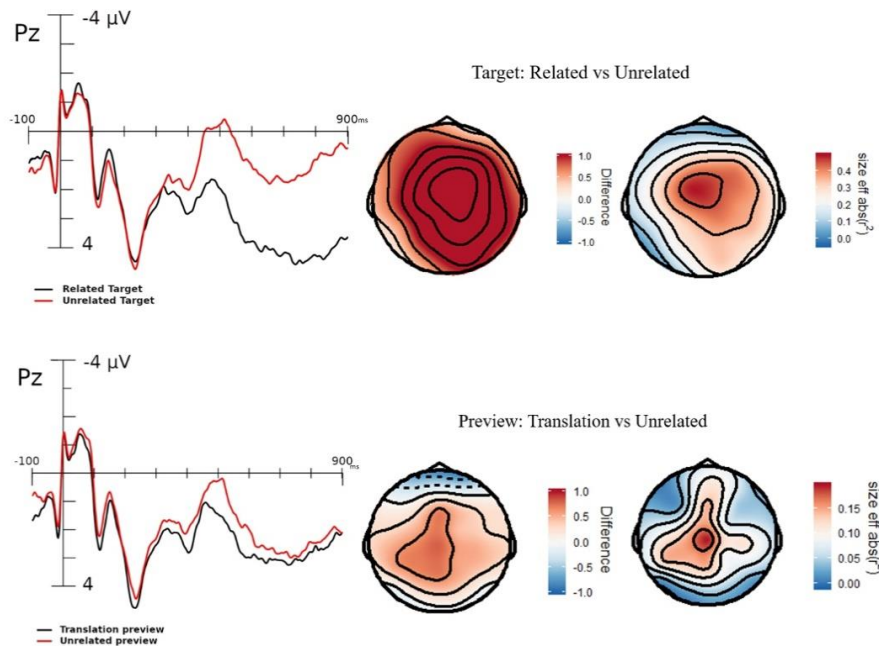 -4 µV
Pz
Target: Related vs Unrelated
-100
900ms
4
Related Target
Unrelated Target
1.0
0.5
0.0
-0.5
-1.0
Difference
0.4
0.3
0.2
0.1
0.0
size eff abs(r²)
-4 µV
Pz
Preview: Translation vs Unrelated
-100
900ms
4
Translation preview
Unrelated preview
1.0
0.5
0.0
-0.5
-1.0
Difference
0.15
0.10
0.05
0.00
size eff abs(r